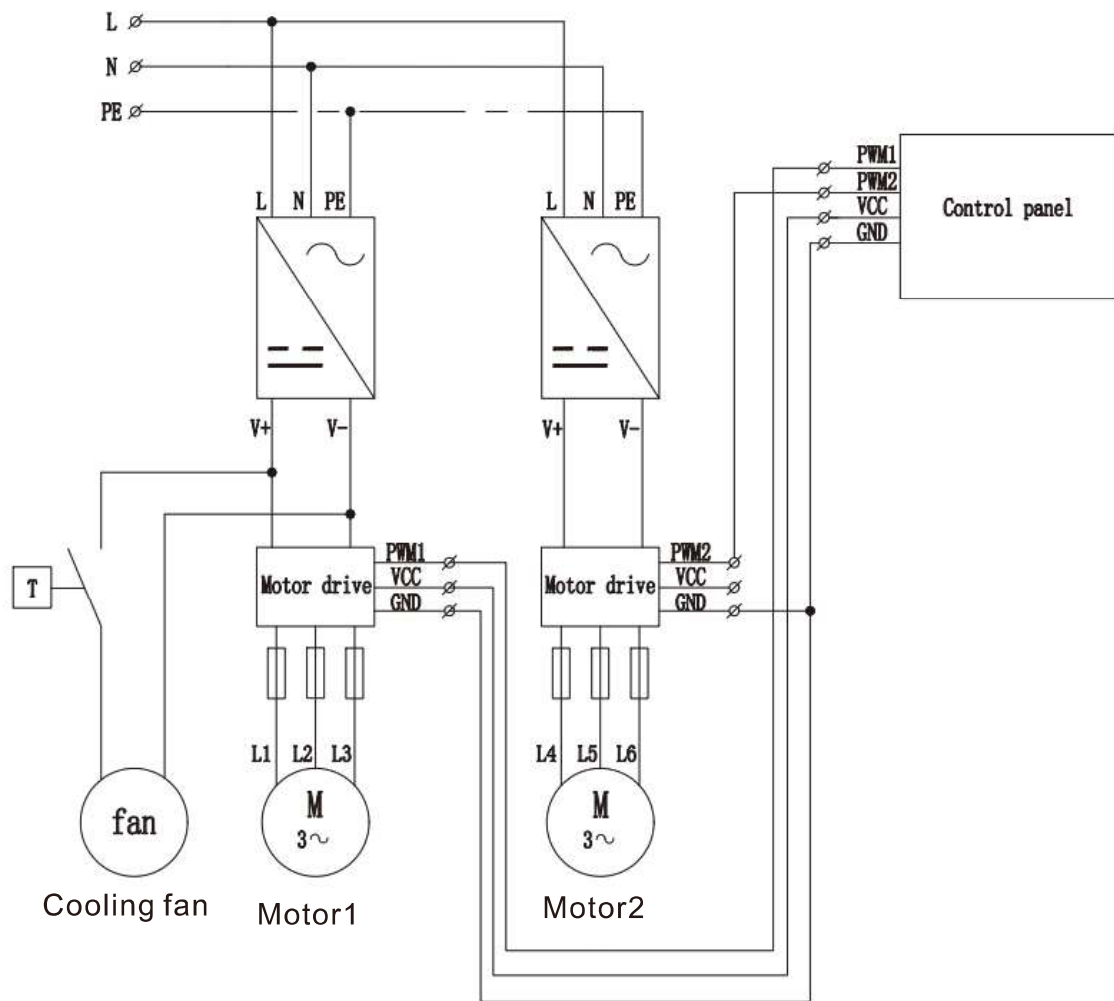 L
N
PE
L N PE
L N PE
PWM1
PWM2
VCC
GND
Control panel
V+ V-
V+ V-
T
Motor drive
PWM1
VCC
GND
Motor drive
PWM2
VCC
GND
L1 L2 L3
L4 L5 L6
fan
M
3~
M
3~
Cooling fan
Motor1
Motor2